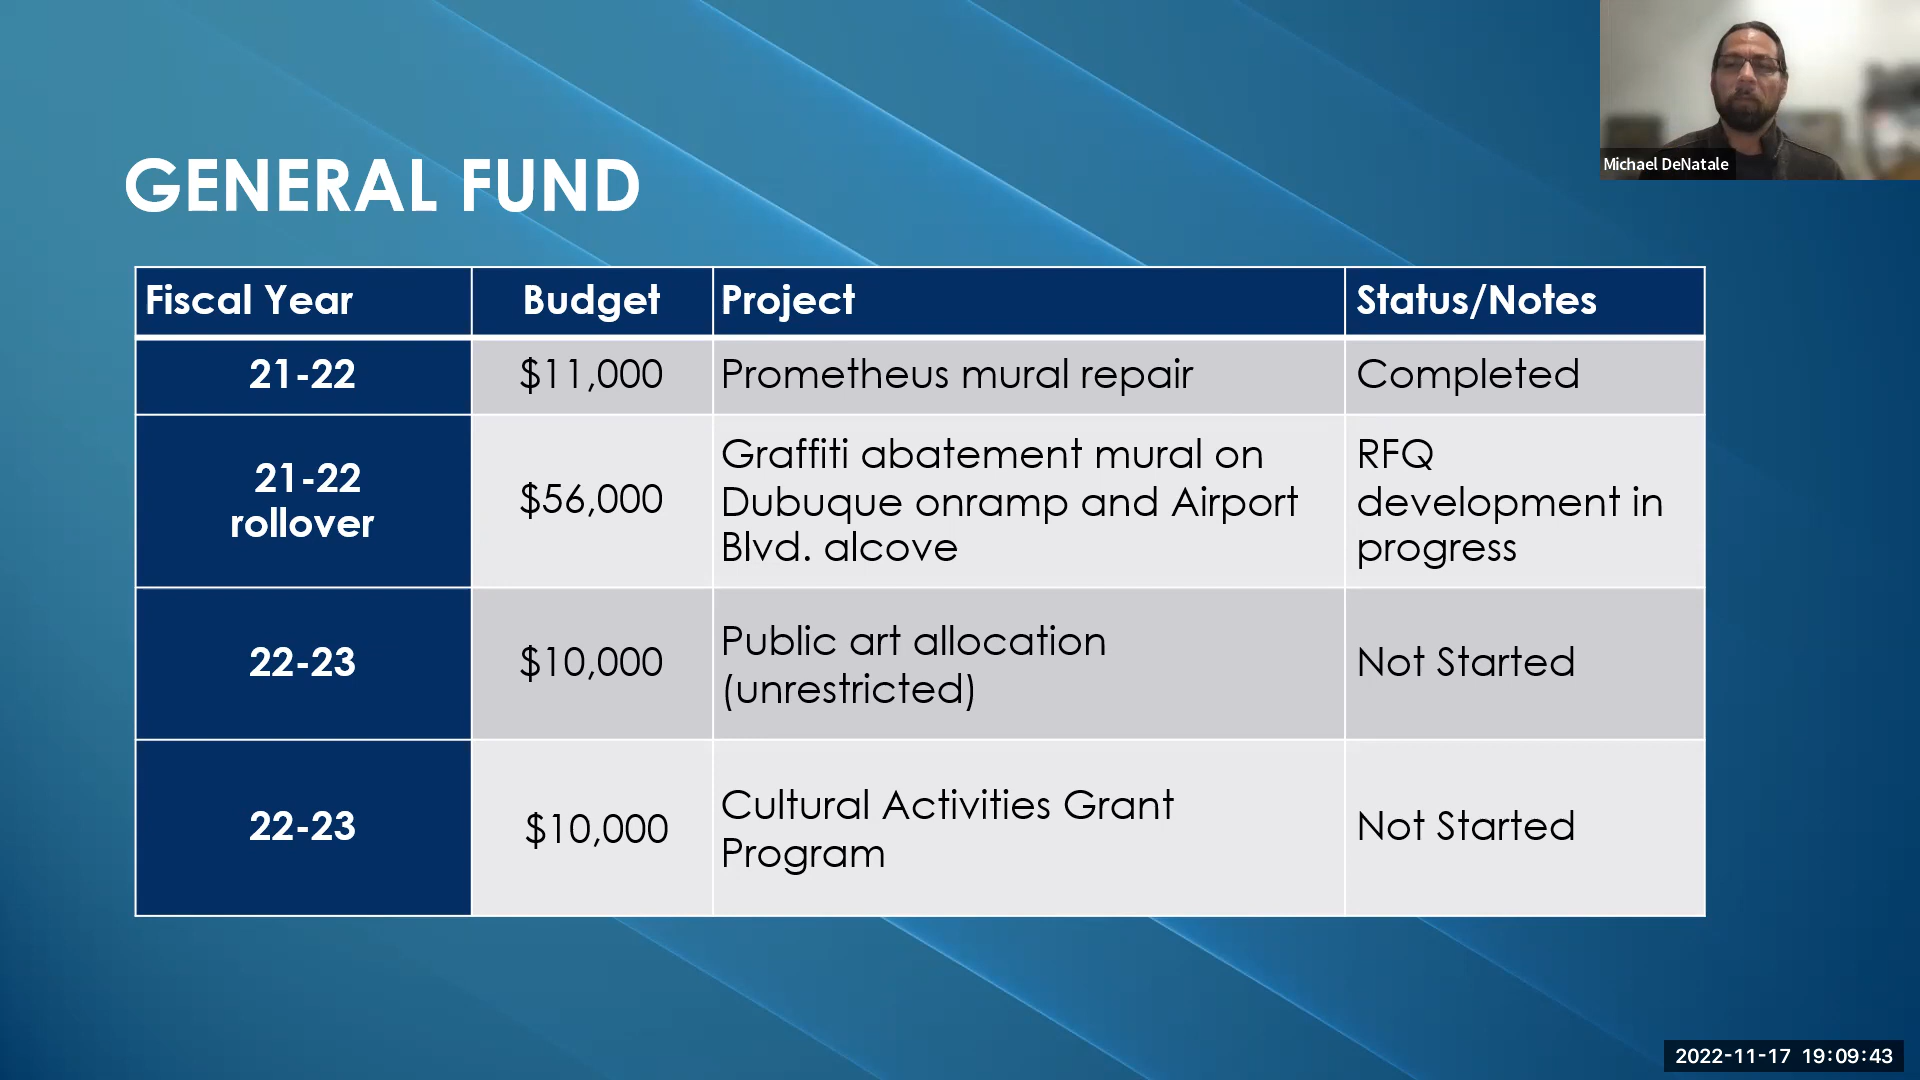 GENERAL FUND
Michael DeNatale
Fiscal Year
Budget
Project
Status/Notes
21-22
$11,000
Prometheus mural repair
Completed
21-22
rollover
$56,000
Graffiti abatement mural on
Dubuque onramp and Airport
Blvd. alcove
RFQ
development in
progress
22-23
$10,000
Public art allocation
(unrestricted)
Not Started
22-23
$10,000
Cultural Activities Grant
Program
Not Started
2022-11-17 19:09:43